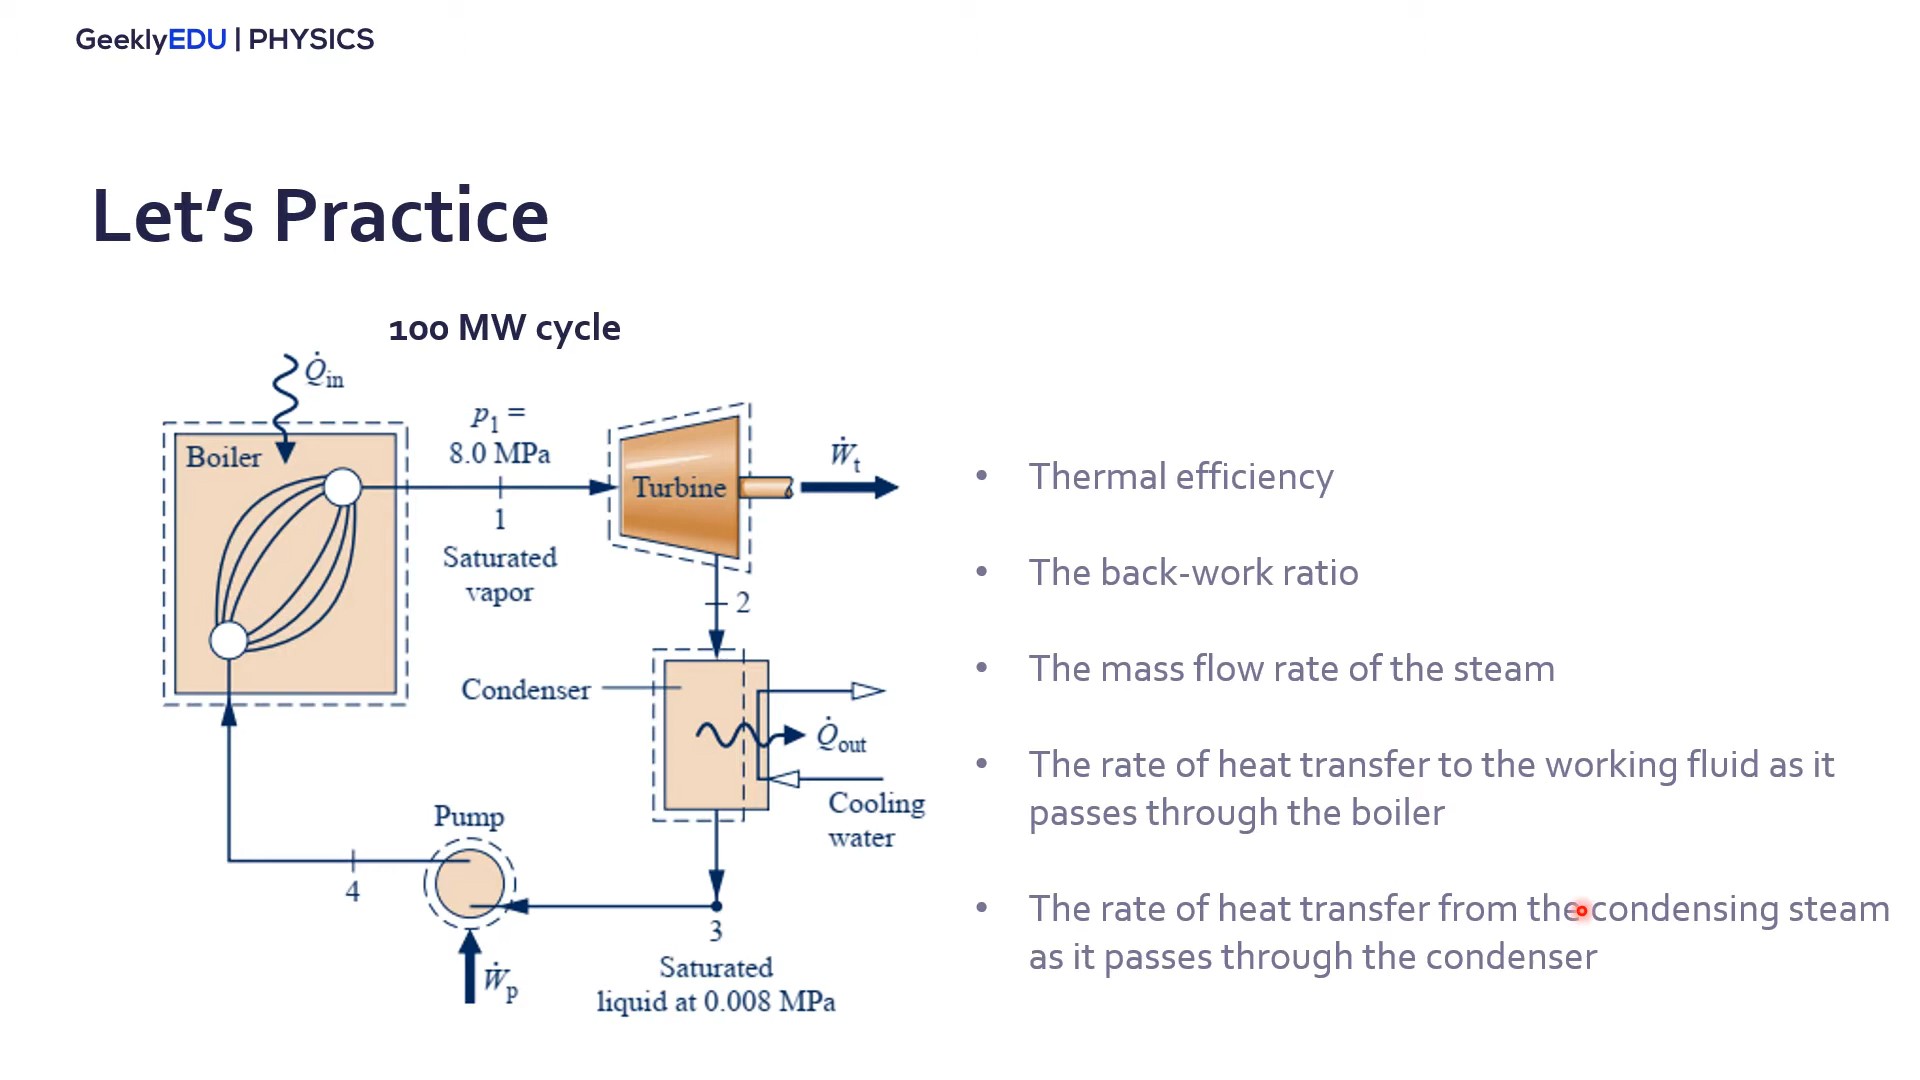 GeeklyEDU | PHYSICS
Let’s Practice
100 MW cycle
Q̇in
p1 =
8.0 MPa
Boiler
Turbine
Ẇt
1
Saturated
vapor
2
Condenser
Q̇out
Cooling
water
Pump
4
3
Ẇp
Saturated
liquid at 0.008 MPa
• Thermal efficiency
• The back-work ratio
• The mass flow rate of the steam
• The rate of heat transfer to the working fluid as it
passes through the boiler
• The rate of heat transfer from the condensing steam
as it passes through the condenser